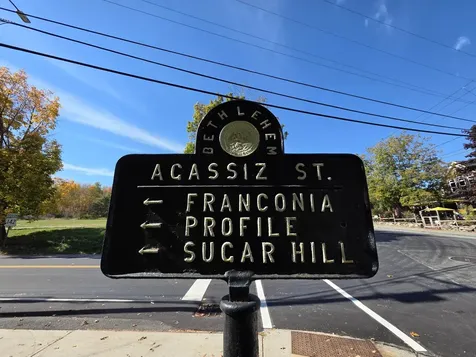 BETHLEHEM
AGASSIZ ST.
← FRANCONIA
← PROFILE
← SUGAR HILL